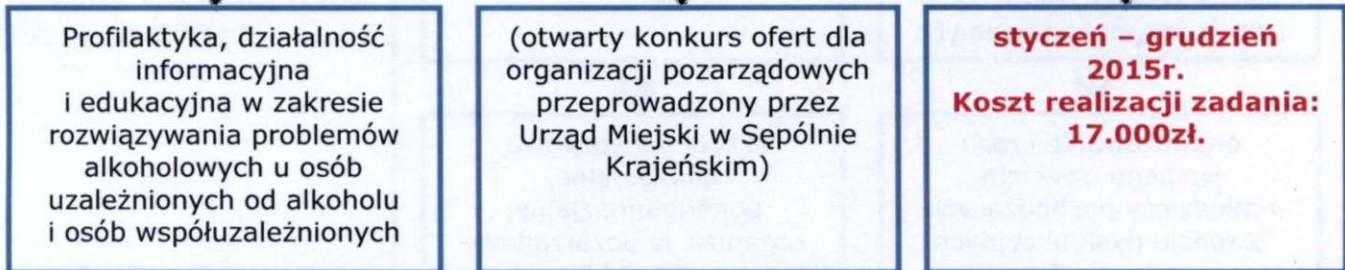 Profilaktyka, działalność
informacyjna
i edukacyjna w zakresie
rozwiązywania problemów
alkoholowych u osób
uzależnionych od alkoholu
i osób współuzależnionych
(otwarty konkurs ofert dla
organizacji pozarządowych
przeprowadzony przez
Urząd Miejski w Sępólnie
Krajeńskim)
styczeń – grudzień
2015r.
Koszt realizacji zadania:
17.000zł.